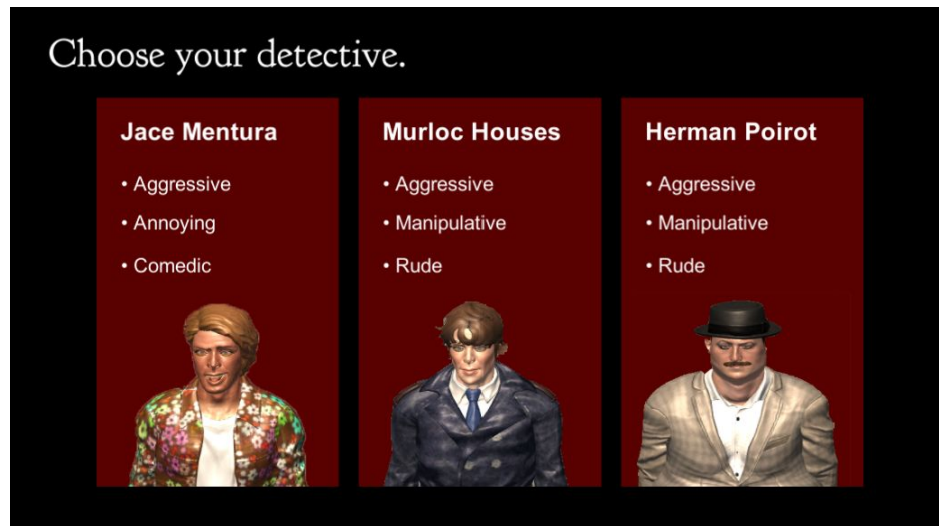 Choose your detective.
Jace Mentura
• Aggressive
• Annoying
• Comedic
Murloc Houses
• Aggressive
• Manipulative
• Rude
Herman Poirot
• Aggressive
• Manipulative
• Rude